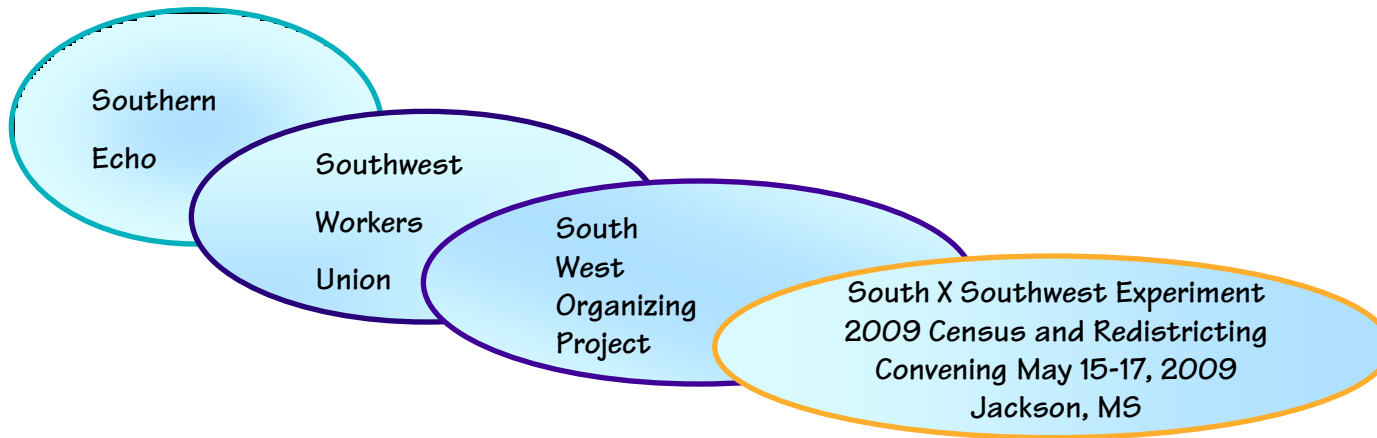 Southern
Echo
Southwest
Workers
Union
South
West
Organizing
Project
South X Southwest Experiment
2009 Census and Redistricting
Convening May 15-17, 2009
Jackson, MS